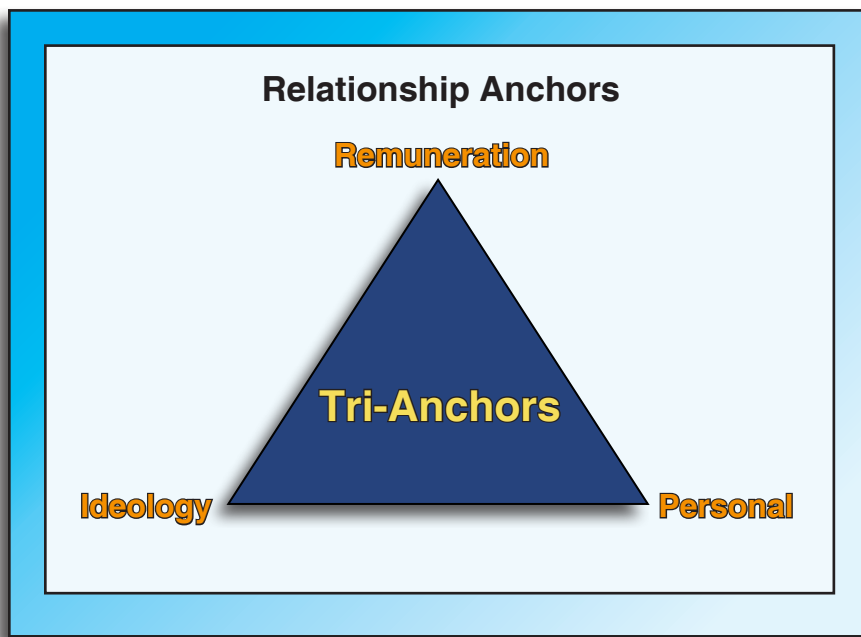 Relationship Anchors
Remuneration
Tri-Anchors
Ideology
Personal